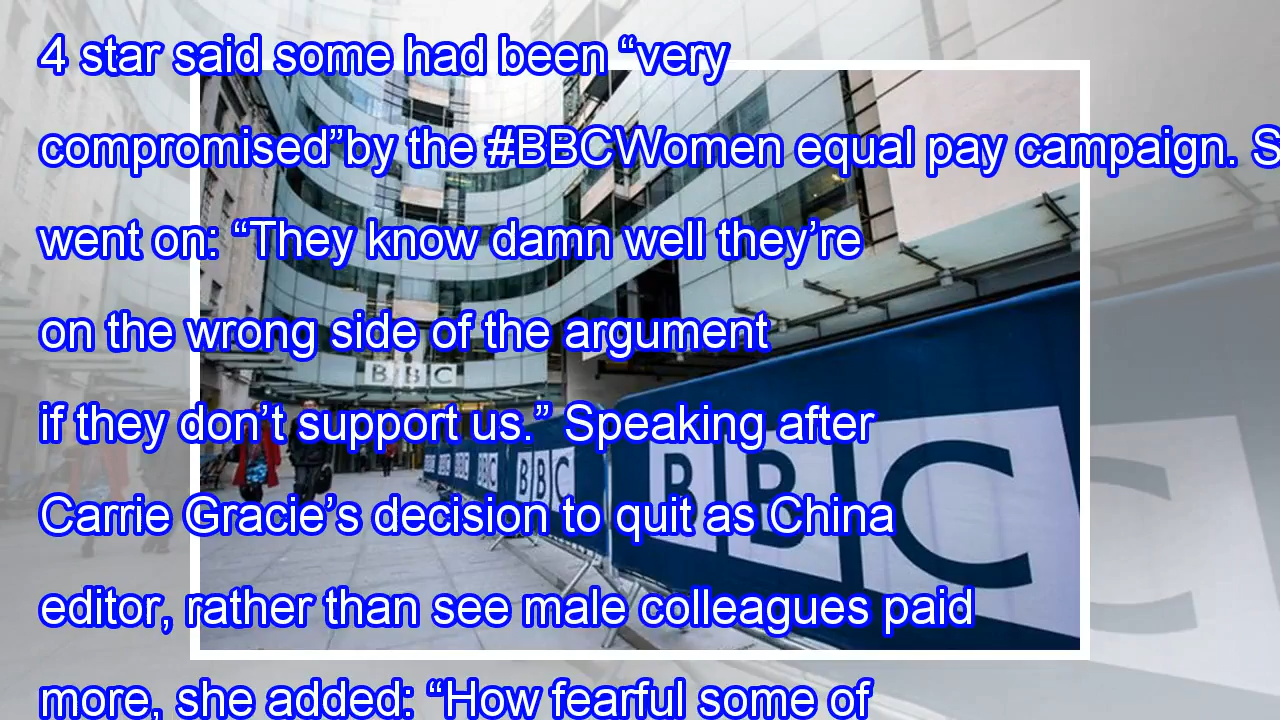 4 star said some had been “very
compromised”by the #BBCWomen equal pay campaign. S
went on: “They know damn well they’re
on the wrong side of the argument
if they don’t support us.” Speaking after
Carrie Gracie’s decision to quit as China
editor, rather than see male colleagues paid
more, she added: “How fearful some of
BBC
BBC
BBC
BBC
BBC